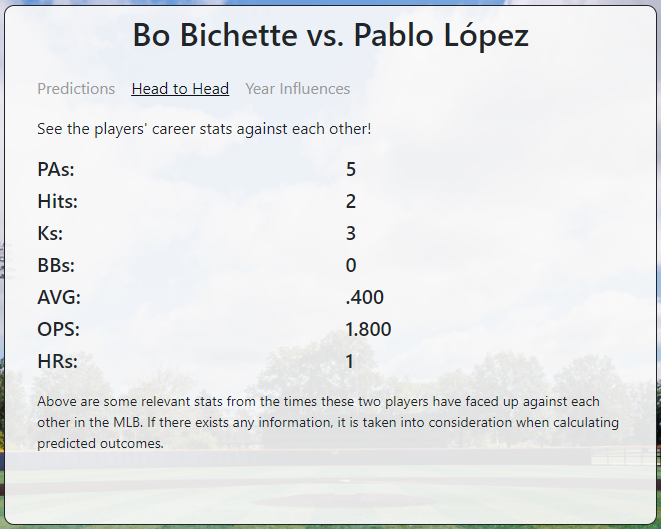 Bo Bichette vs. Pablo López
Predictions Head to Head Year Influences
See the players' career stats against each other!
PAs: 5
Hits: 2
Ks: 3
BBs: 0
AVG: .400
OPS: 1.800
HRs: 1
Above are some relevant stats from the times these two players have faced up against each
other in the MLB. If there exists any information, it is taken into consideration when calculating
predicted outcomes.